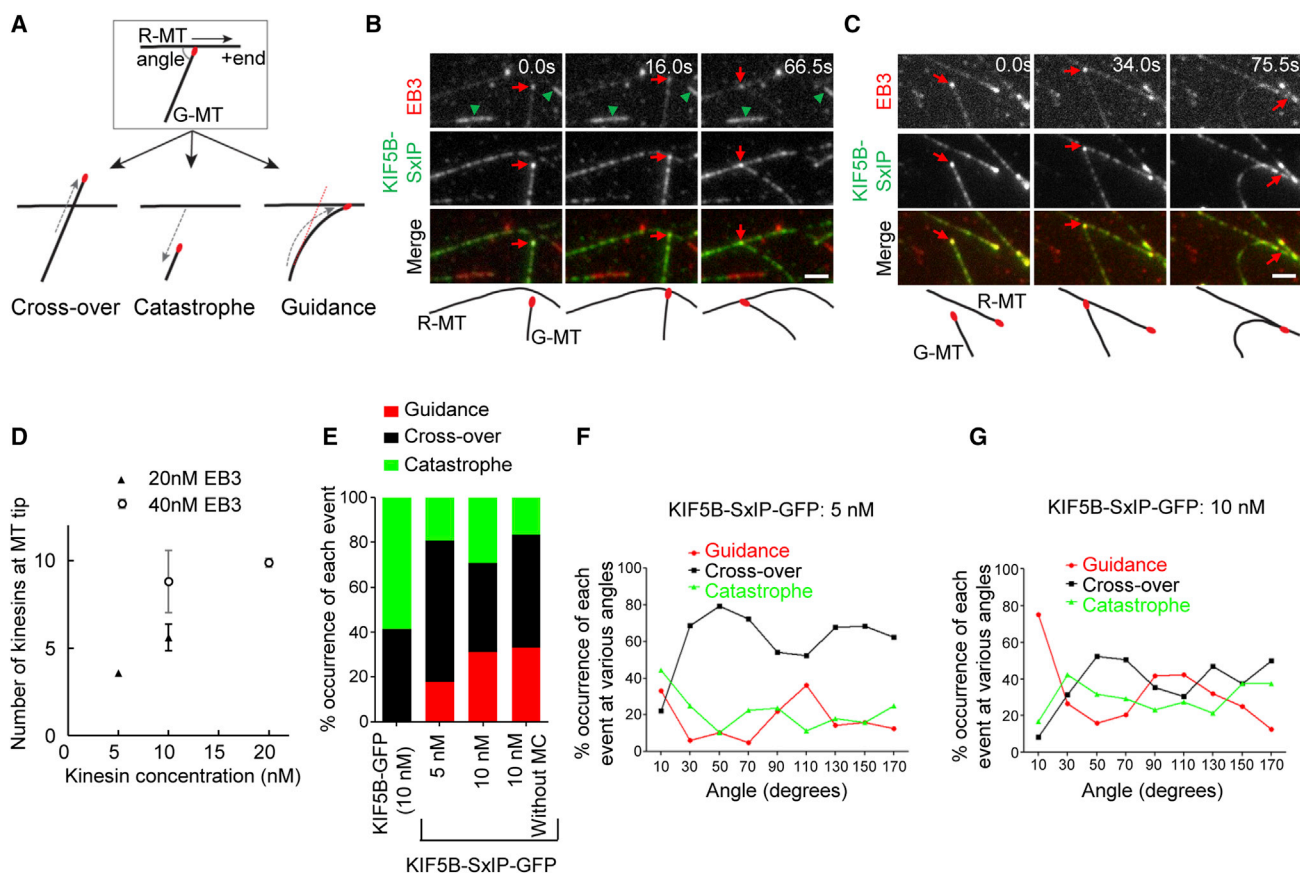 A
R-MT
angle
+end
G-MT
Cross-over
Catastrophe
Guidance
B
0.0s
16.0s
66.5s
EB3
KIF5B-
SxIP
Merge
R-MT
G-MT
C
0.0s
34.0s
75.5s
EB3
KIF5B-
SxIP
Merge
R-MT
G-MT
D
20nM EB3
40nM EB3
Number of kinesins at MT tip
10
5
0
0
5
10
15
20
Kinesin concentration (nM)
E
Guidance
Cross-over
Catastrophe
% occurrence of each event
100
80
60
40
20
0
KIF5B-GFP
(10 nM)
5 nM
10 nM
10 nM
Without MC
KIF5B-SxIP-GFP
F
KIF5B-SxIP-GFP: 5 nM
Guidance
Cross-over
Catastrophe
% occurrence of each
event at various angles
100
80
60
40
20
0
10 30 50 70 90 110 130 150 170
Angle (degrees)
G
KIF5B-SxIP-GFP: 10 nM
Guidance
Cross-over
Catastrophe
% occurrence of each
event at various angles
100
80
60
40
20
0
10 30 50 70 90 110 130 150 170
Angle (degrees)